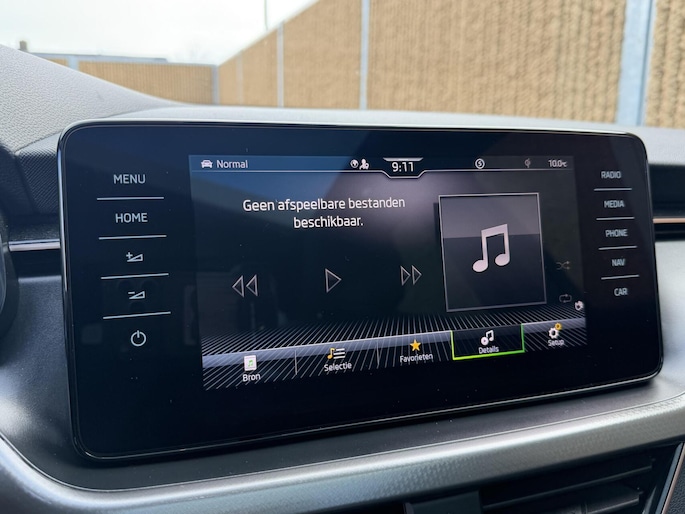 MENU
HOME
Normal
9:11
10.0°C
Geen afspeelbare bestanden
beschikbaar.
Bron
Selectie
Favorieten
Details
Setup
RADIO
MEDIA
PHONE
NAV
CAR